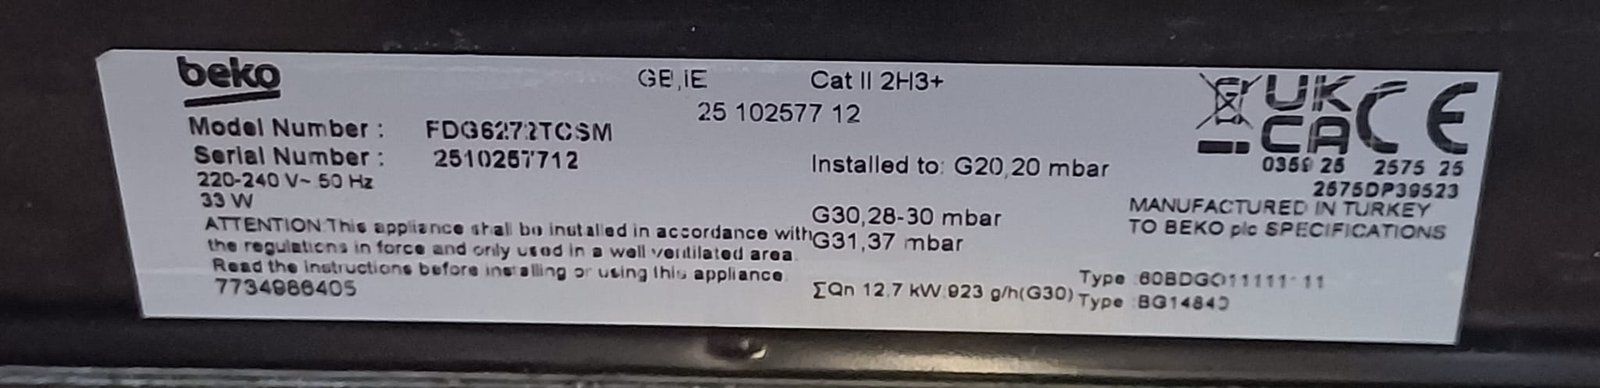 beko
GB,IE Cat II 2H3+
25 102577 12
Model Number : FDG6272TCSM
Serial Number : 2510257712
220-240 V~ 50 Hz
33 W
Installed to: G20,20 mbar
G30,28-30 mbar
G31,37 mbar
ATTENTION:This appliance shall be installed in accordance with
the regulations in force and only used in a well ventilated area.
Read the instructions before installing or using this appliance.
7734986405
ΣQn 12.7 kW.923 g/h(G30)
UK
CA CE
0359 25 2575 25
2575DP39523
MANUFACTURED IN TURKEY
TO BEKO plc SPECIFICATIONS
Type
Type :BG14840